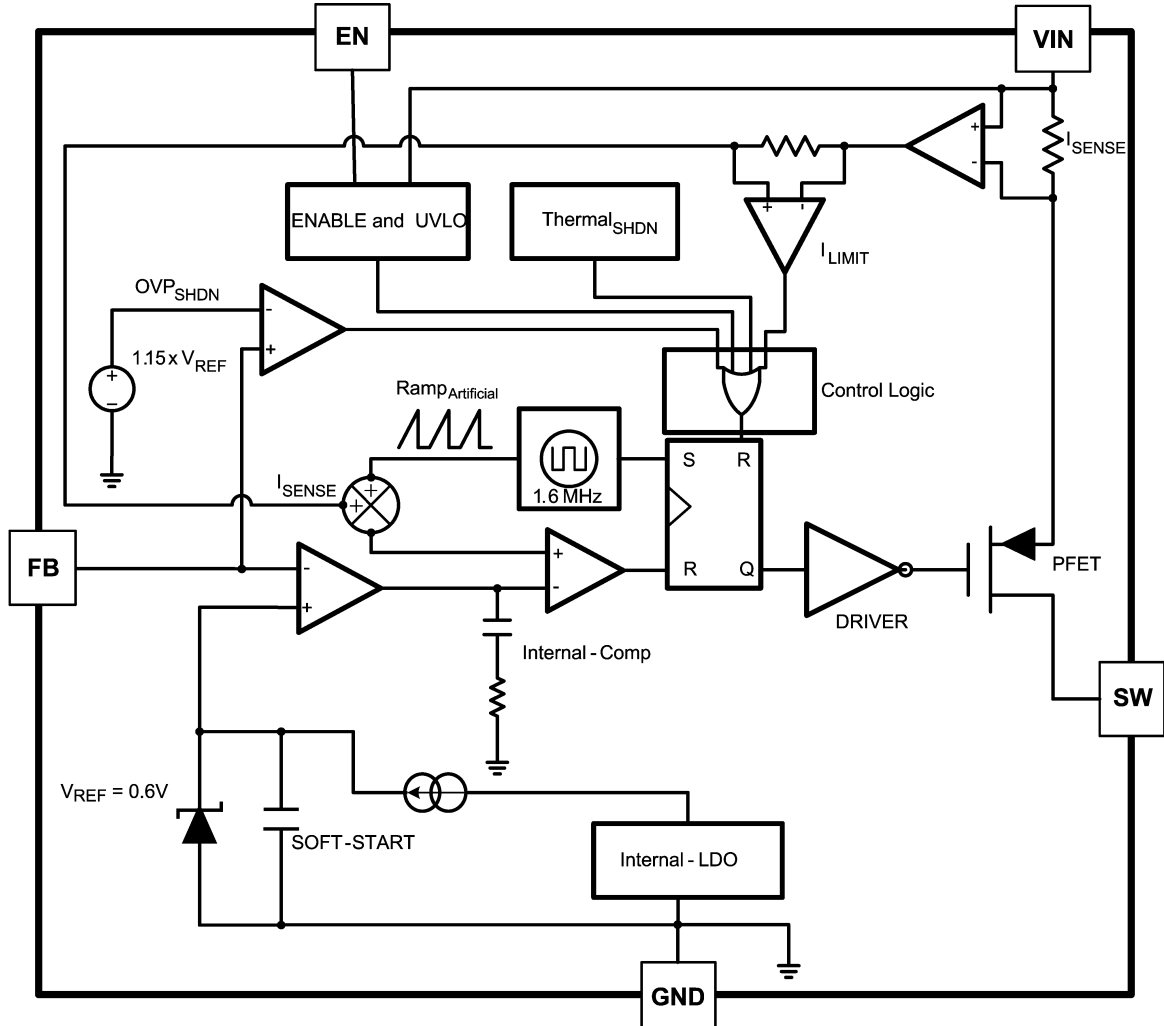 EN
VIN
+
-
ISENSE
ENABLE and UVLO
ThermalSHDN
+ -
ILIMIT
OVPSHDN
-
+
1.15 x VREF
+
-
Control Logic
RampArtificial
S R
1.6 MHz
ISENSE
+
+
FB
-
+
+
-
R Q
DRIVER
PFET
Internal - Comp
SW
VREF = 0.6V
SOFT-START
Internal - LDO
GND